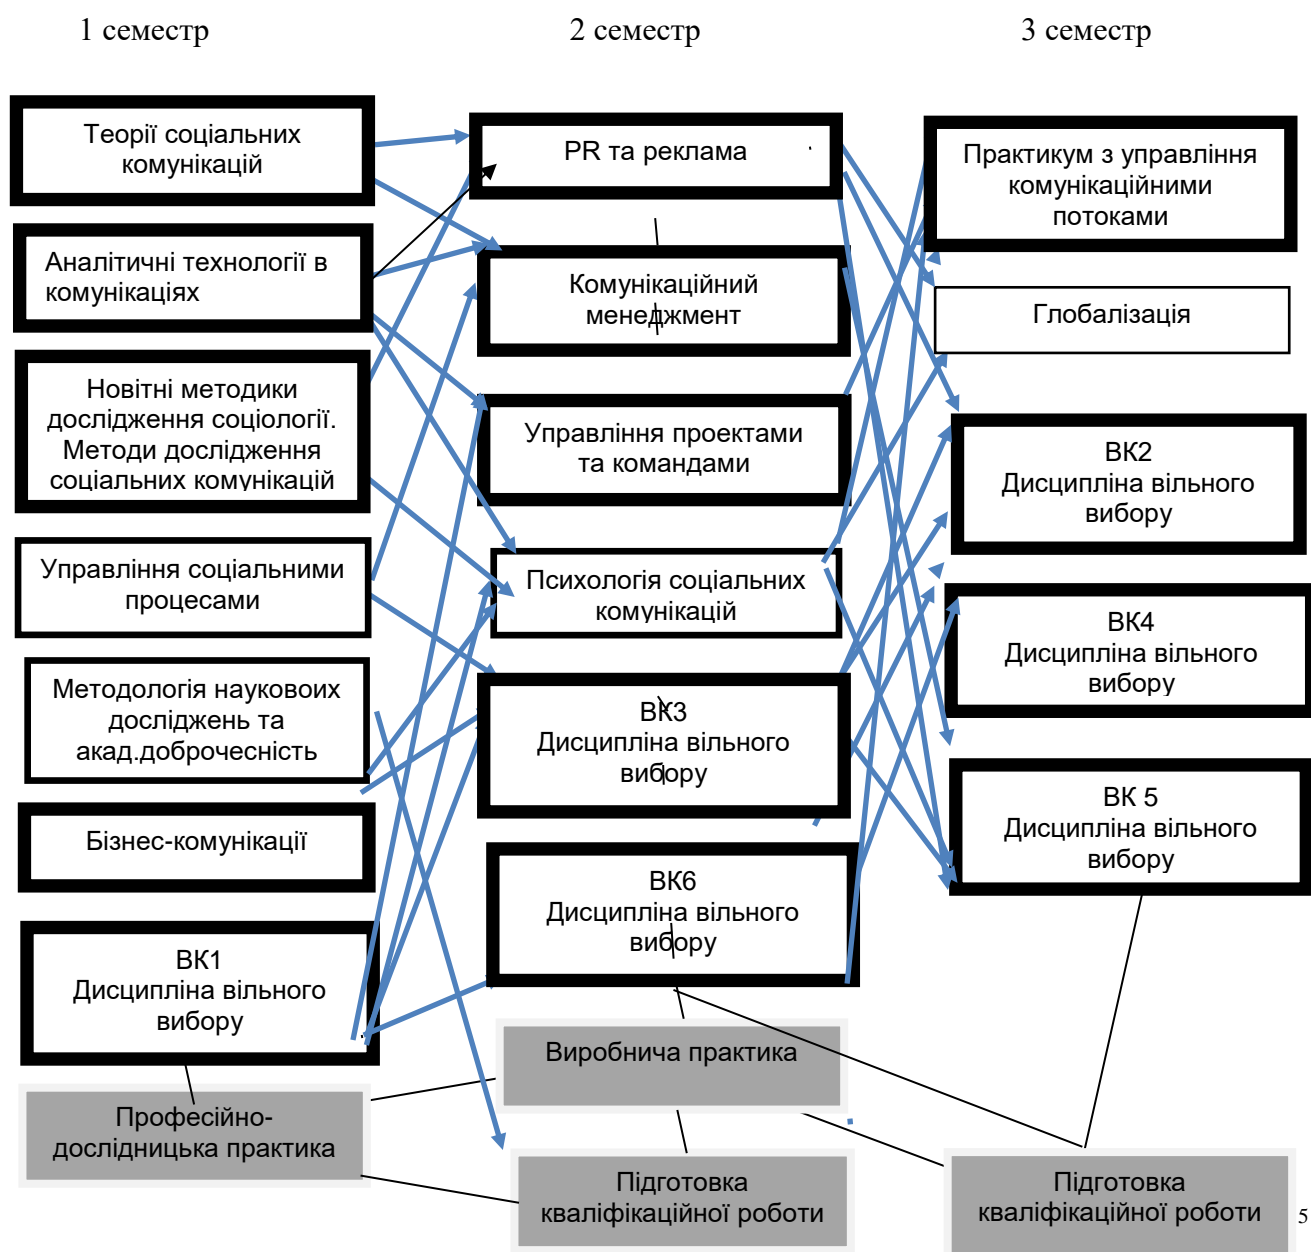 1 семестр
2 семестр
3 семестр
Теорії соціальних
комунікацій
Аналітичні технології в
комунікаціях
Новітні методики
дослідження соціології.
Методи дослідження
соціальних комунікацій
Управління соціальними
процесами
Методологія науковоих
досліджень та
акад.доброчесність
Бізнес-комунікації
ВК1
Дисципліна вільного
вибору
Професійно-
дослідницька практика
PR та реклама
Комунікаційний
менеджмент
Управління проектами
та командами
Психологія соціальних
комунікацій
ВК3
Дисципліна вільного
вибору
ВК6
Дисципліна вільного
вибору
Виробнича практика
Підготовка
кваліфікаційної роботи
Практикум з управління
комунікаційними
потоками
Глобалізація
ВК2
Дисципліна вільного
вибору
ВК4
Дисципліна вільного
вибору
ВК 5
Дисципліна вільного
вибору
Підготовка
кваліфікаційної роботи
5